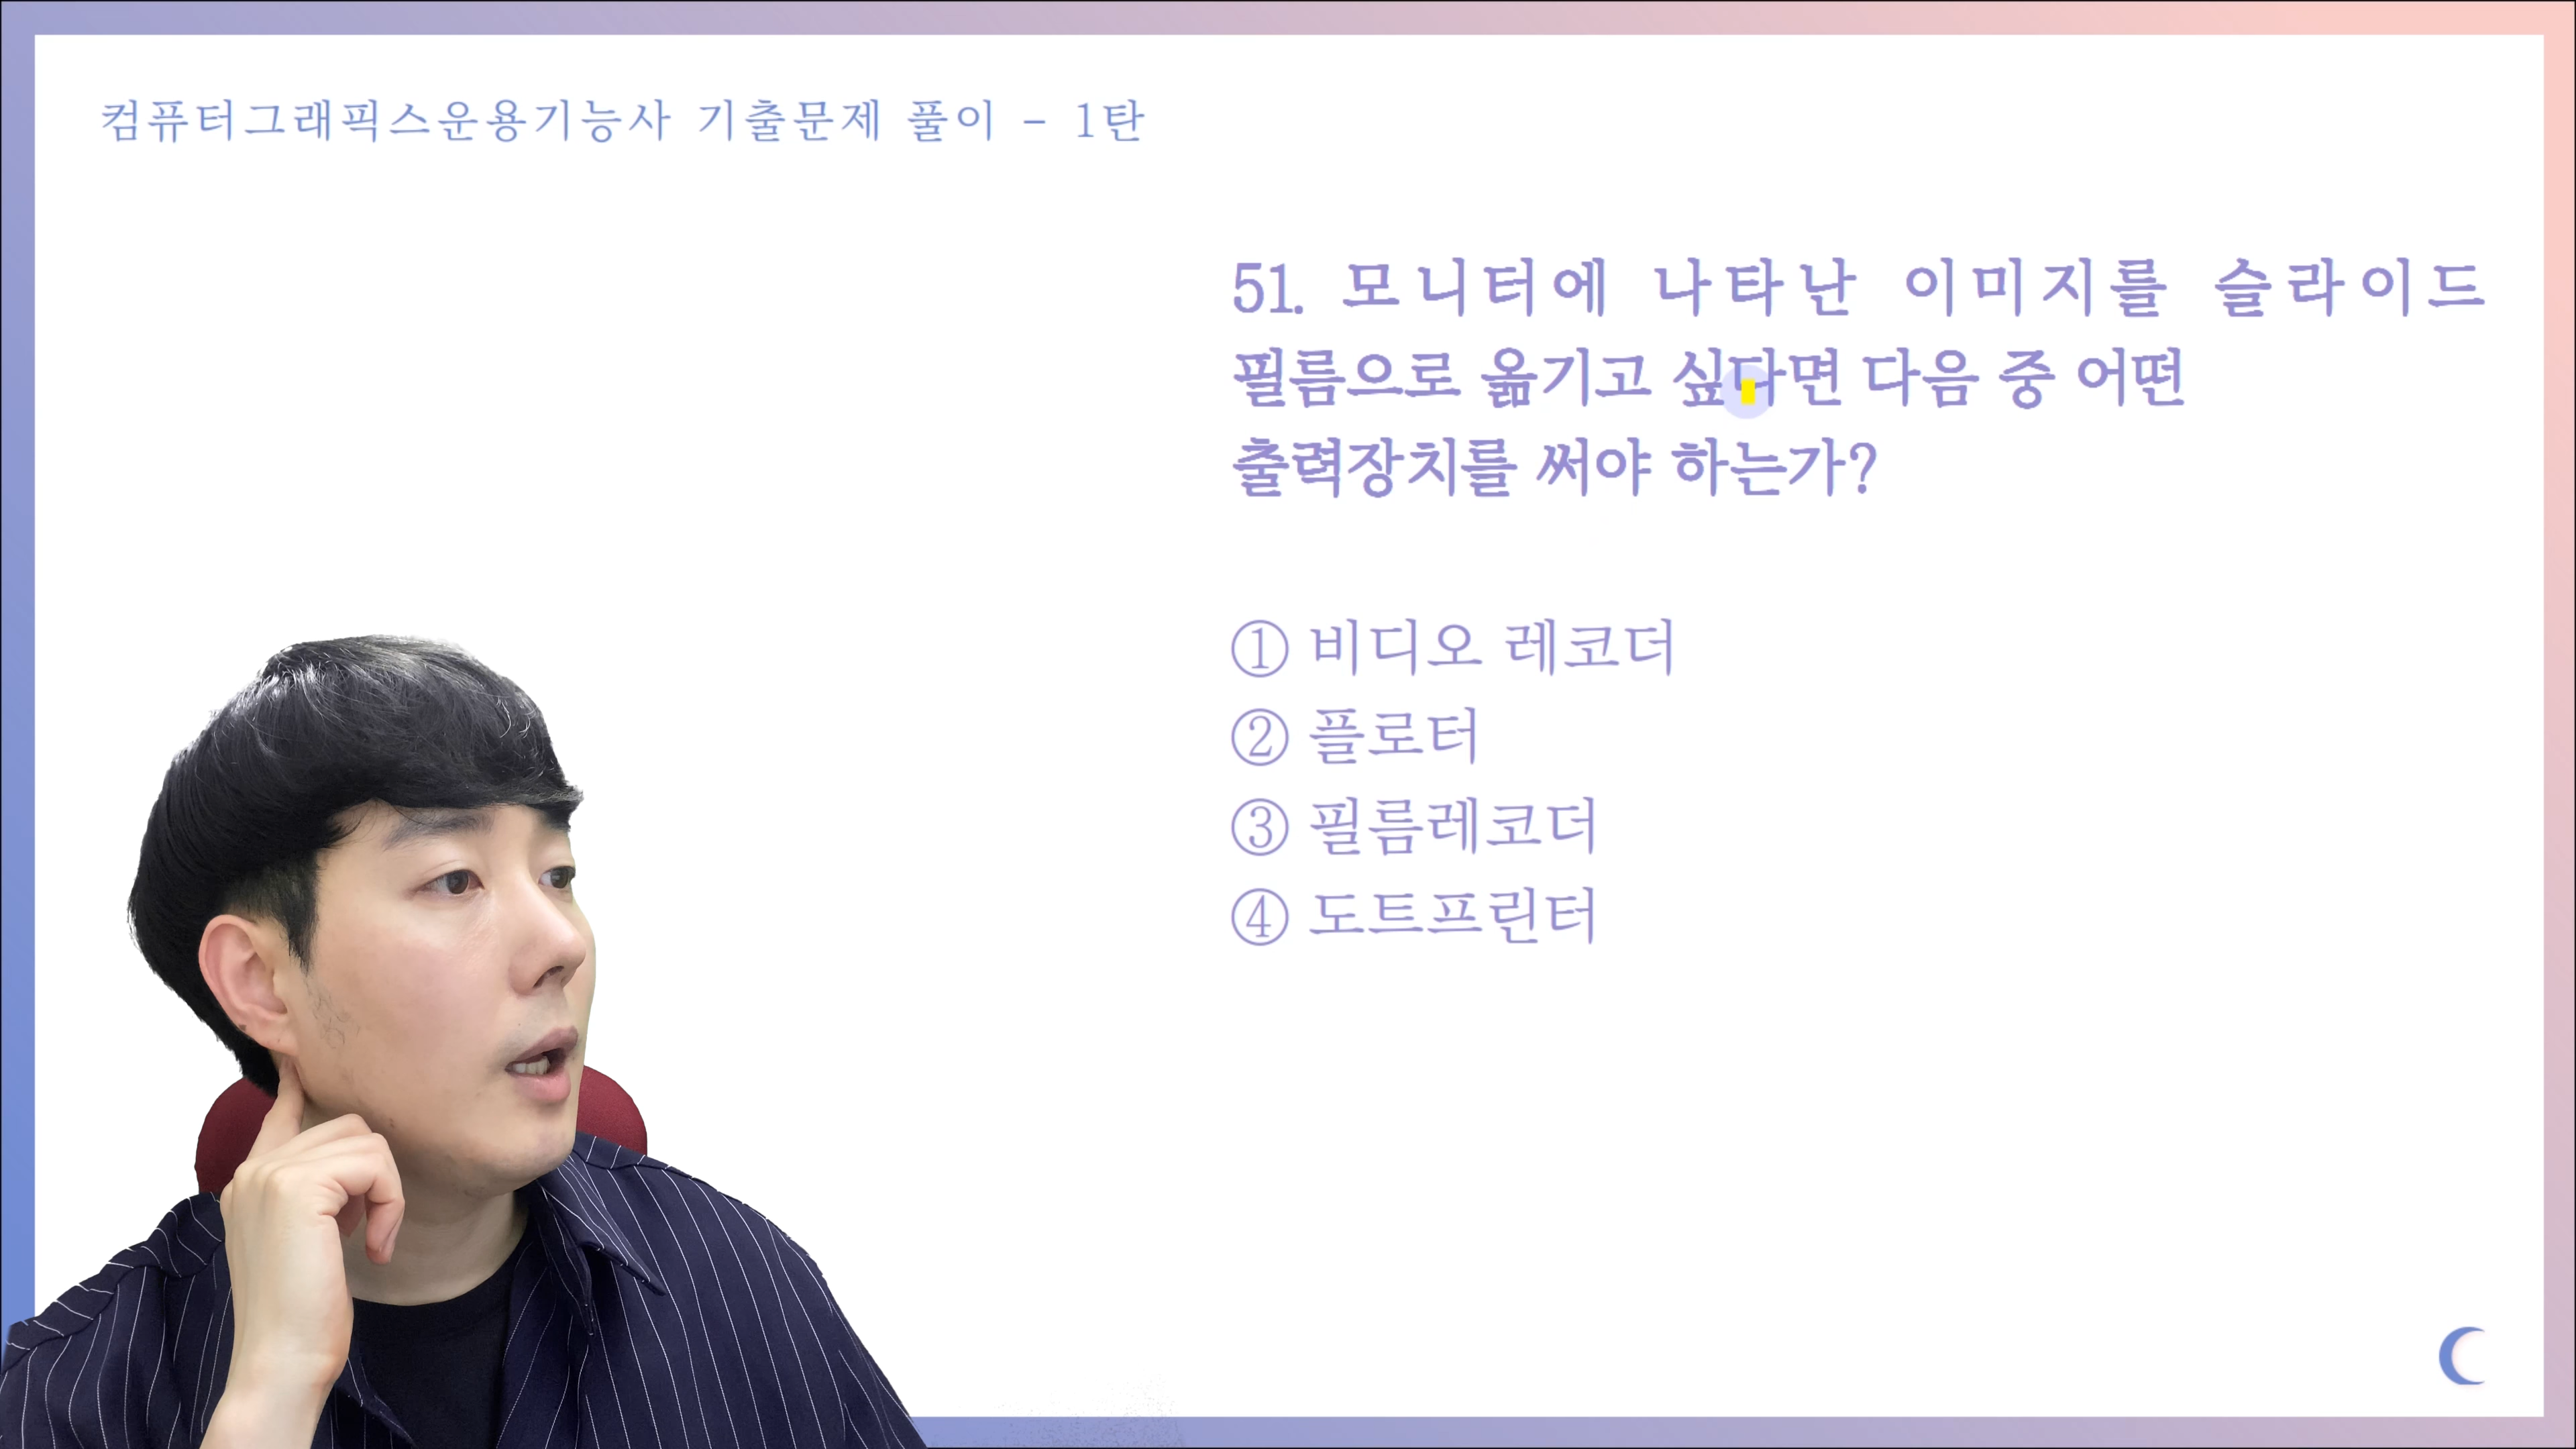 컴퓨터그래픽스운용기능사 기출문제 풀이 - 1탄
51. 모니터에 나타난 이미지를 슬라이드
필름으로 옮기고 싶다면 다음 중 어떤
출력장치를 써야 하는가?
① 비디오 레코더
② 플로터
③ 필름레코더
④ 도트프린터